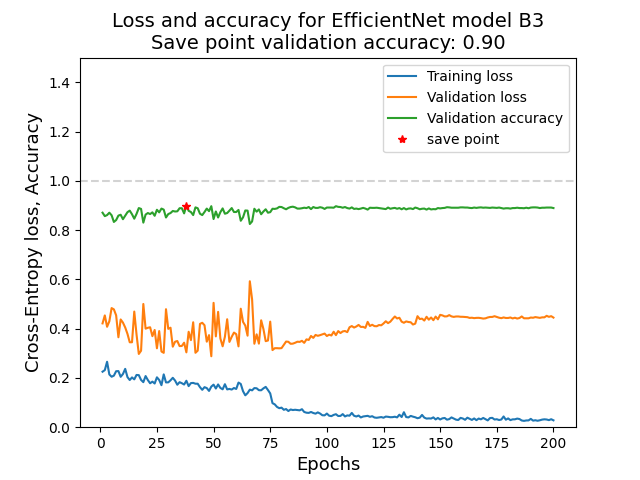 Loss and accuracy for EfficientNet model B3
Save point validation accuracy: 0.90
Training loss
Validation loss
Validation accuracy
save point
Cross-Entropy loss, Accuracy
1.4
1.2
1.0
0.8
0.6
0.4
0.2
0.0
0 25 50 75 100 125 150 175 200
Epochs